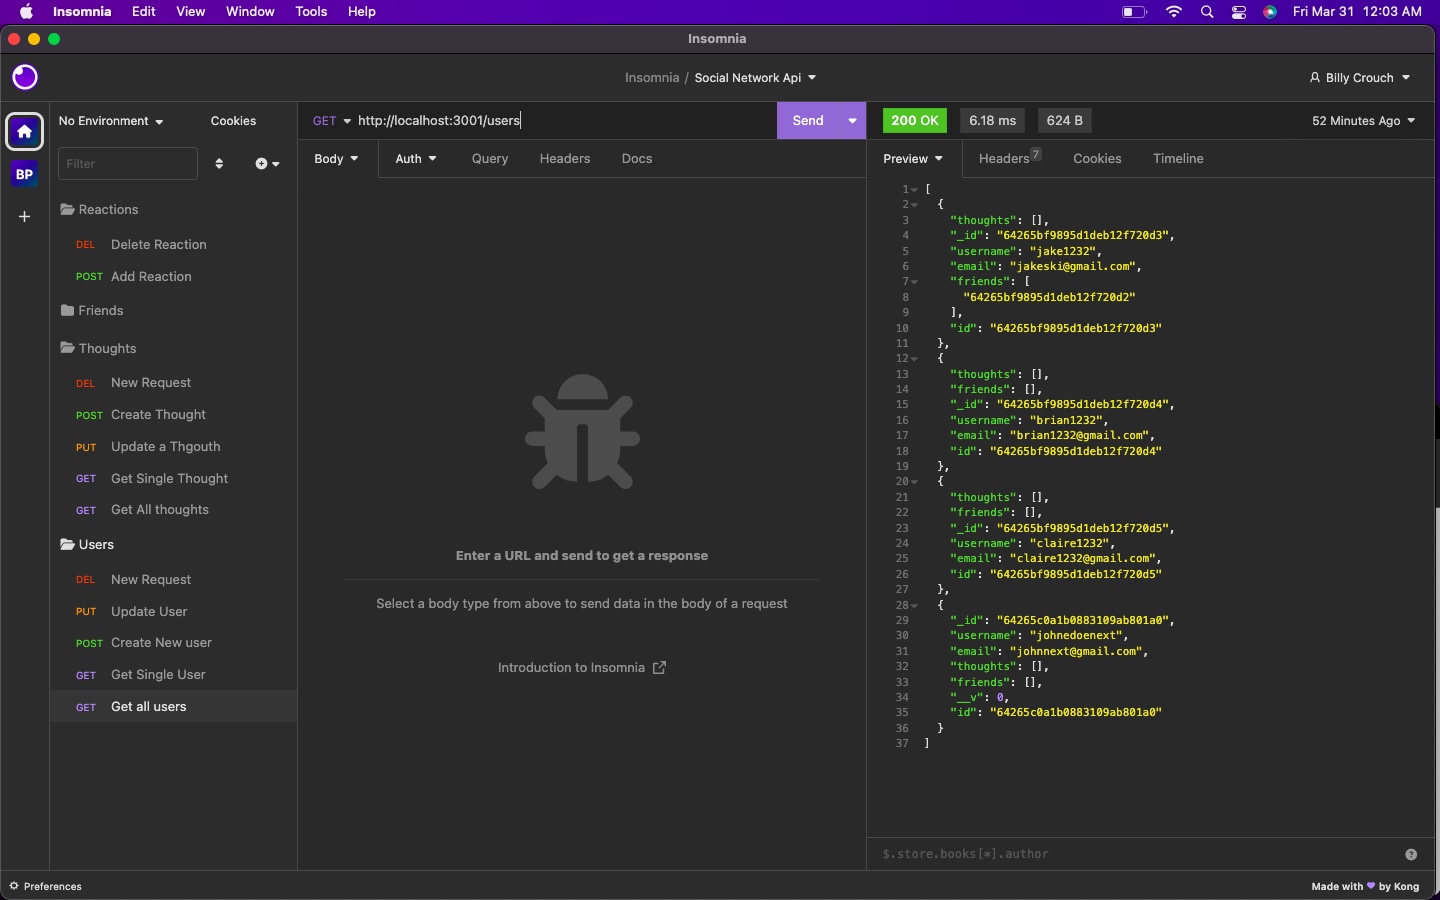 Insomnia Edit View Window Tools Help Fri Mar 31 12:03 AM
Insomnia
Insomnia / Social Network Api Billy Crouch
No Environment Cookies
Filter
BP
Reactions
DEL Delete Reaction
POST Add Reaction
Friends
Thoughts
DEL New Request
POST Create Thought
PUT Update a Thgouth
GET Get Single Thought
GET Get All thoughts
Users
DEL New Request
PUT Update User
POST Create New user
GET Get Single User
GET Get all users
GET http://localhost:3001/users Send
Body Auth Query Headers Docs
Enter a URL and send to get a response
Select a body type from above to send data in the body of a request
Introduction to Insomnia
200 OK 6.18 ms 624 B 52 Minutes Ago
Preview Headers 7 Cookies Timeline
1 [
2 {
3 "thoughts": [],
4 "_id": "64265bf9895d1deb12f720d3",
5 "username": "jake1232",
6 "email": "jakeski@gmail.com",
7 "friends": [
8 "64265bf9895d1deb12f720d2"
9 ],
10 "id": "64265bf9895d1deb12f720d3"
11 },
12 {
13 "thoughts": [],
14 "friends": [],
15 "_id": "64265bf9895d1deb12f720d4",
16 "username": "brian1232",
17 "email": "brian1232@gmail.com",
18 "id": "64265bf9895d1deb12f720d4"
19 },
20 {
21 "thoughts": [],
22 "friends": [],
23 "_id": "64265bf9895d1deb12f720d5",
24 "username": "claire1232",
25 "email": "claire1232@gmail.com",
26 "id": "64265bf9895d1deb12f720d5"
27 },
28 {
29 "_id": "64265c0a1b0883109ab801a0",
30 "username": "johnedoenext",
31 "email": "johnnext@gmail.com",
32 "thoughts": [],
33 "friends": [],
34 "__v": 0,
35 "id": "64265c0a1b0883109ab801a0"
36 }
37 ]
$.store.books[*].author
Preferences Made with ♥ by Kong